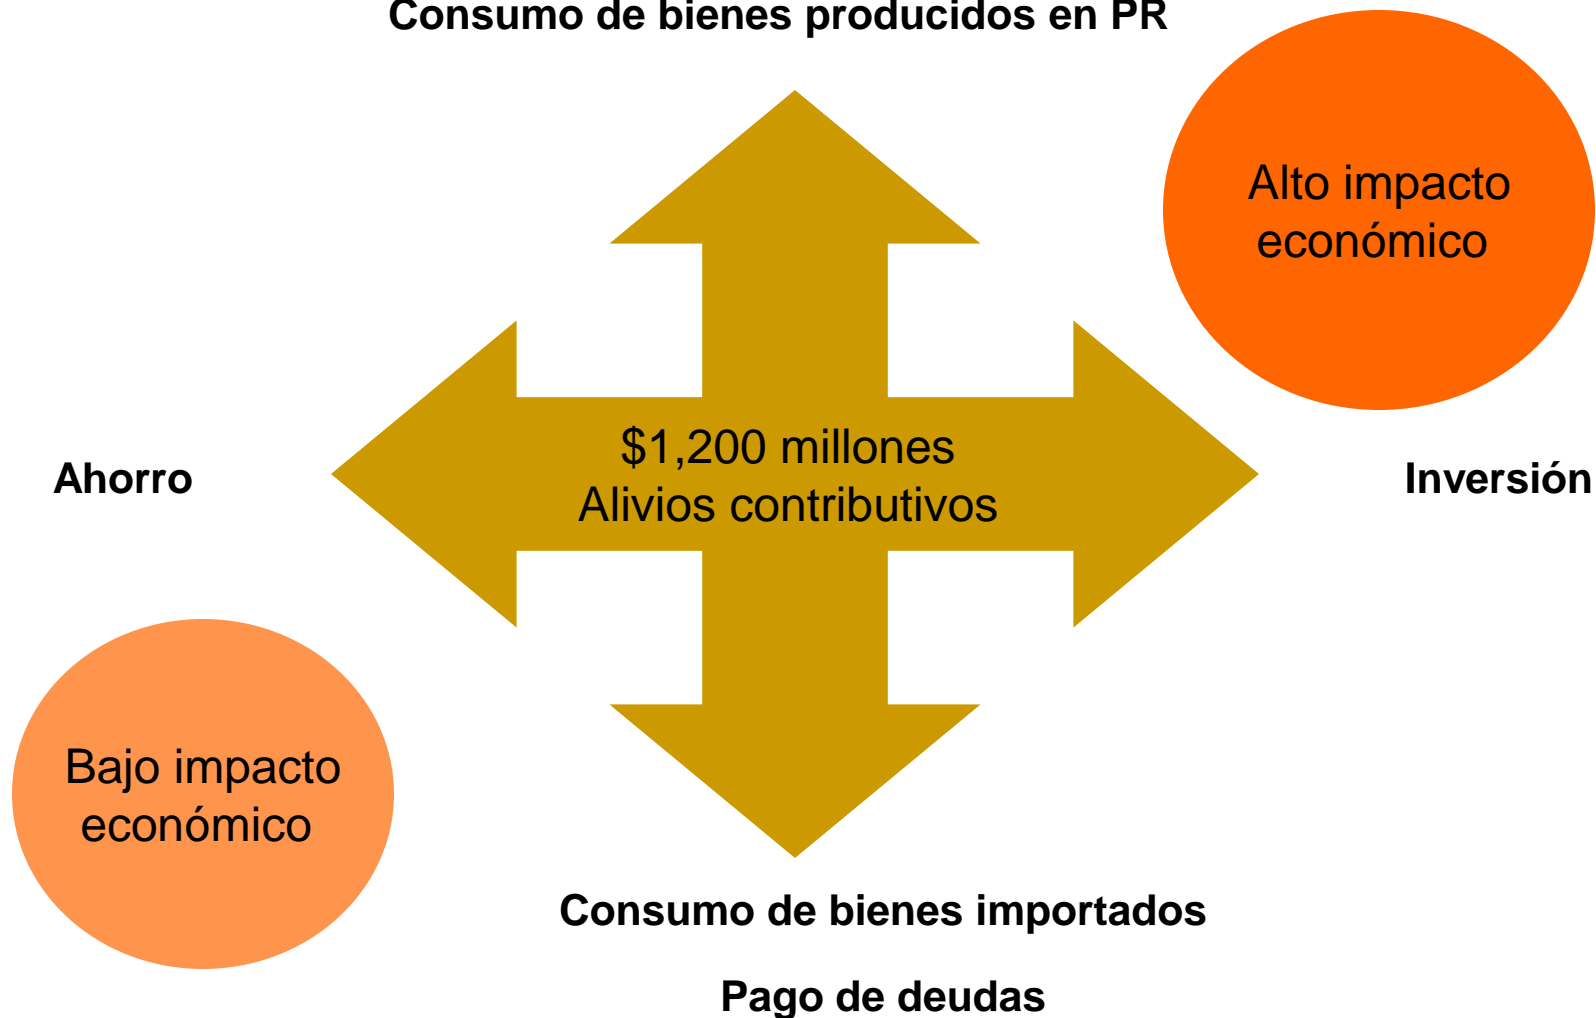 Consumo de bienes producidos en PR
Alto impacto
económico
$1,200 millones
Alivios contributivos
Ahorro
Inversión
Bajo impacto
económico
Consumo de bienes importados
Pago de deudas